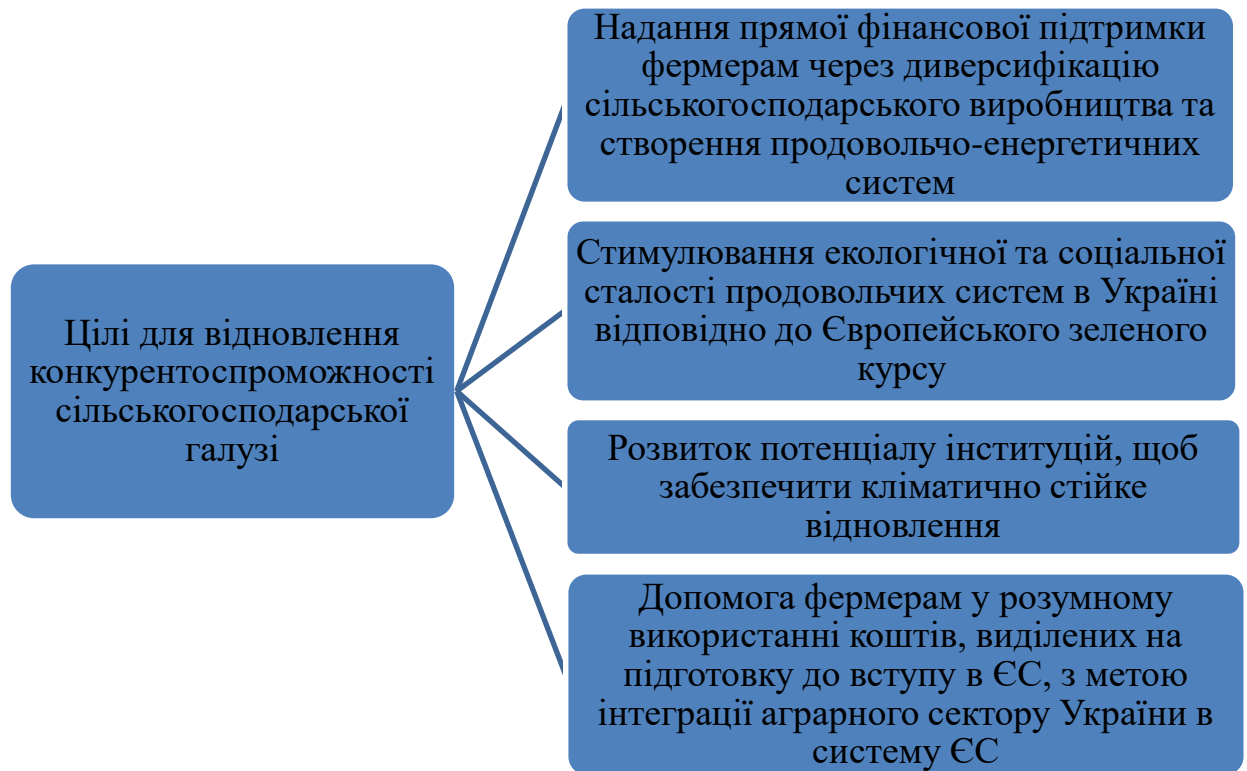 Цілі для відновлення
конкурентоспроможності
сільськогосподарської
галузі
Надання прямої фінансової підтримки
фермерам через диверсифікацію
сільськогосподарського виробництва та
створення продовольчо-енергетичних
систем
Стимулювання екологічної та соціальної
сталості продовольчих систем в Україні
відповідно до Європейського зеленого
курсу
Розвиток потенціалу інституцій, щоб
забезпечити кліматично стійке
відновлення
Допомога фермерам у розумному
використанні коштів, виділених на
підготовку до вступу в ЄС, з метою
інтеграції аграрного сектору України в
систему ЄС